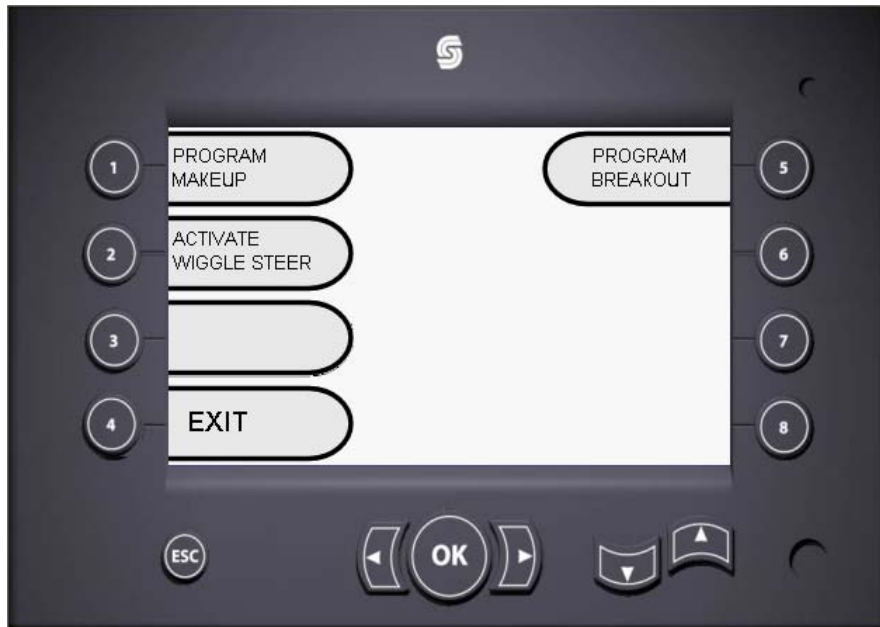 1
PROGRAM
MAKEUP
PROGRAM
BREAKOUT
5
2
ACTIVATE
WIGGLE STEER
6
3
7
4
EXIT
8
ESC
OK